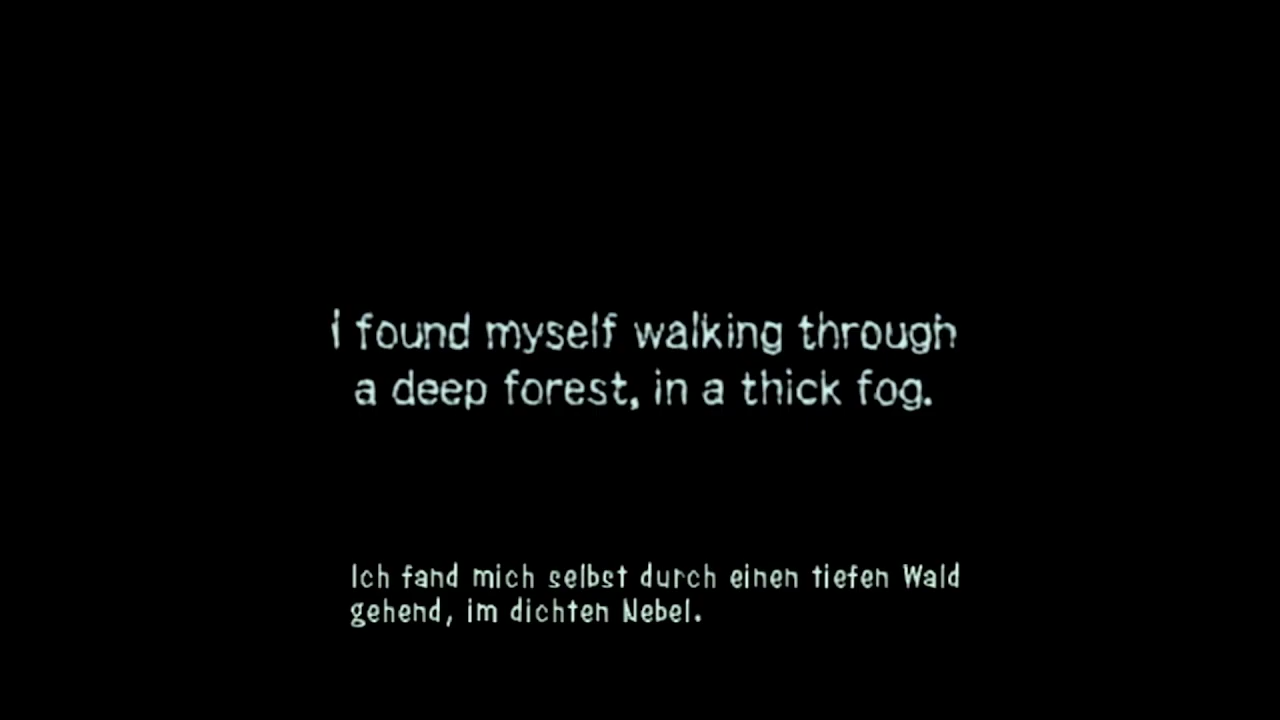 I found myself walking through
a deep forest, in a thick fog.
Ich fand mich selbst durch einen tiefen Wald
gehend, im dichten Nebel.